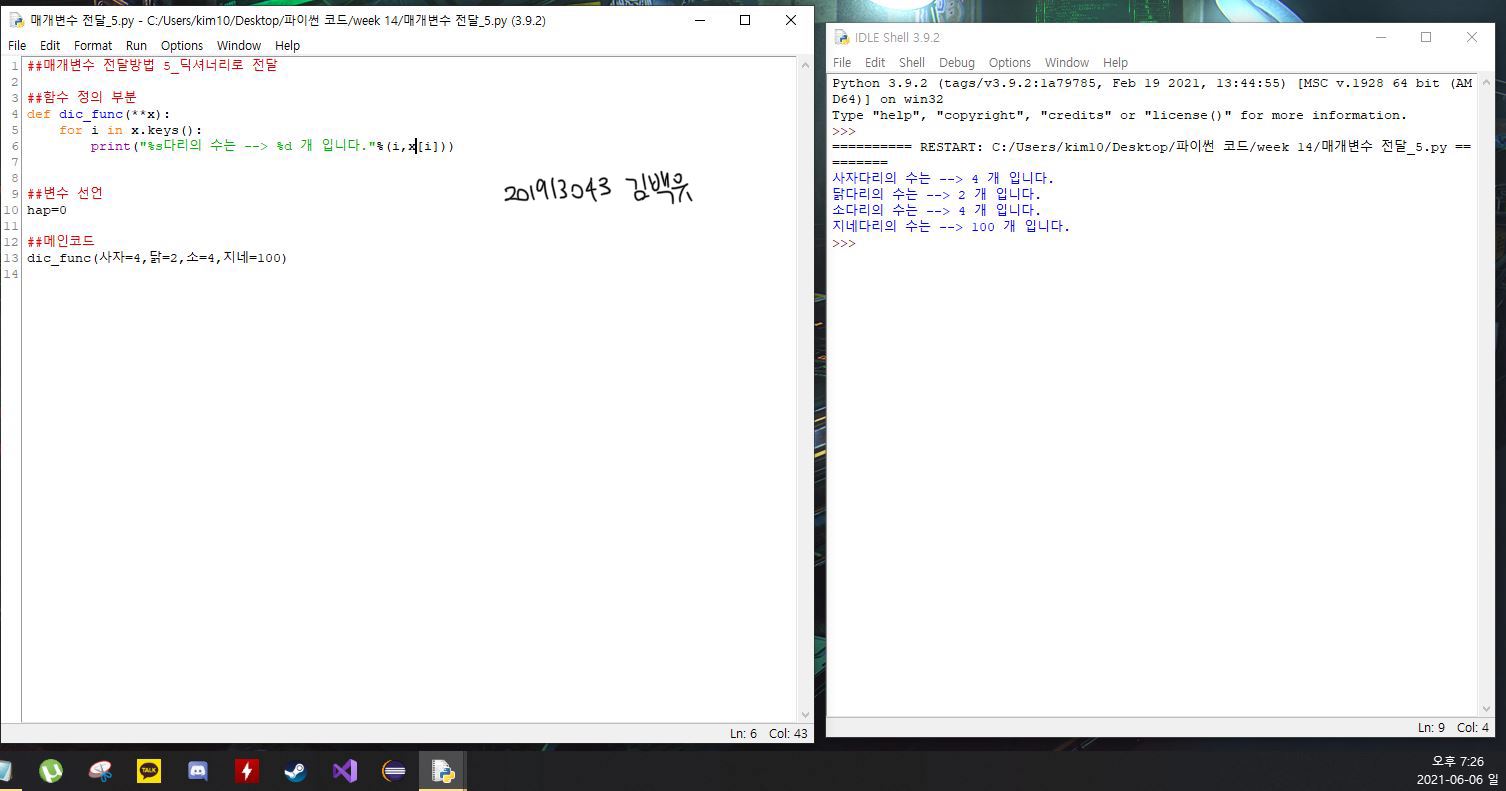 매개변수 전달_5.py - C:/Users/kim10/Desktop/파이썬 코드/week 14/매개변수 전달_5.py (3.9.2)
File Edit Format Run Options Window Help
1 ##매개변수 전달방법 5_딕셔너리로 전달
2
3 ##함수 정의 부분
4 def dic_func(**x):
5 for i in x.keys():
6 print("%s다리의 수는 --> %d 개 입니다."%(i,x[i]))
7
8
9 ##변수 선언
10 hap=0
11
12 ##메인코드
13 dic_func(사자=4,닭=2,소=4,지네=100)
14
201913043 김백유
Ln: 6 Col: 43
IDLE Shell 3.9.2
File Edit Shell Debug Options Window Help
Python 3.9.2 (tags/v3.9.2:1a79785, Feb 19 2021, 13:44:55) [MSC v.1928 64 bit (AM
D64)] on win32
Type "help", "copyright", "credits" or "license()" for more information.
>>>
========== RESTART: C:/Users/kim10/Desktop/파이썬 코드/week 14/매개변수 전달_5.py ==
=======
사자다리의 수는 --> 4 개 입니다.
닭다리의 수는 --> 2 개 입니다.
소다리의 수는 --> 4 개 입니다.
지네다리의 수는 --> 100 개 입니다.
>>>
Ln: 9 Col: 4
TALK
오후 7:26
2021-06-06 일